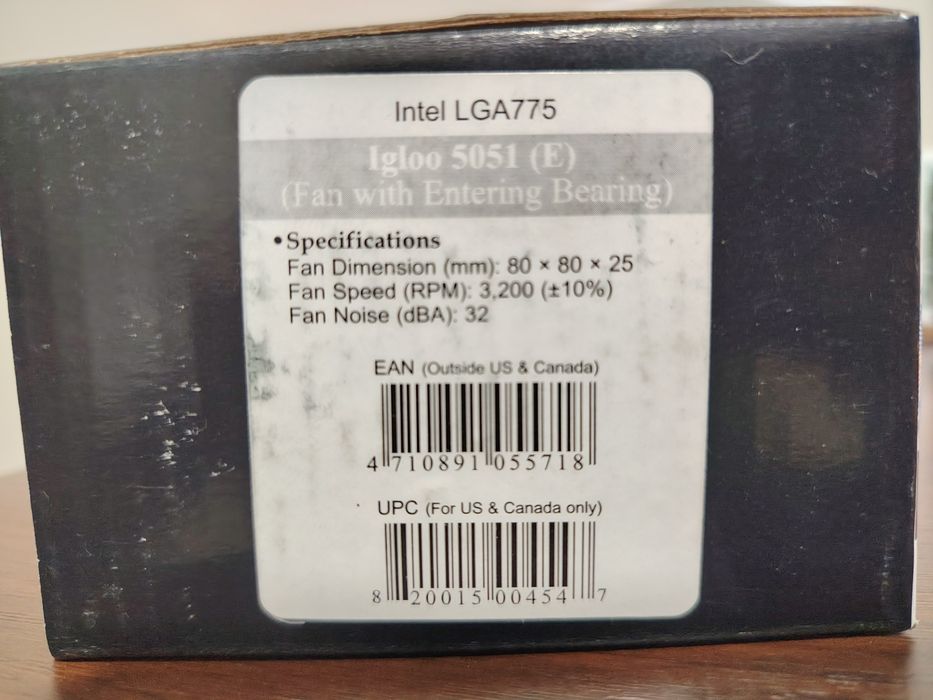 Intel LGA775
Igloo 5051 (E)
(Fan with Entering Bearing)
•Specifications
Fan Dimension (mm): 80 × 80 × 25
Fan Speed (RPM): 3,200 (±10%)
Fan Noise (dBA): 32
EAN (Outside US & Canada)
4 710891 055718
UPC (For US & Canada only)
8 20015 00454 7